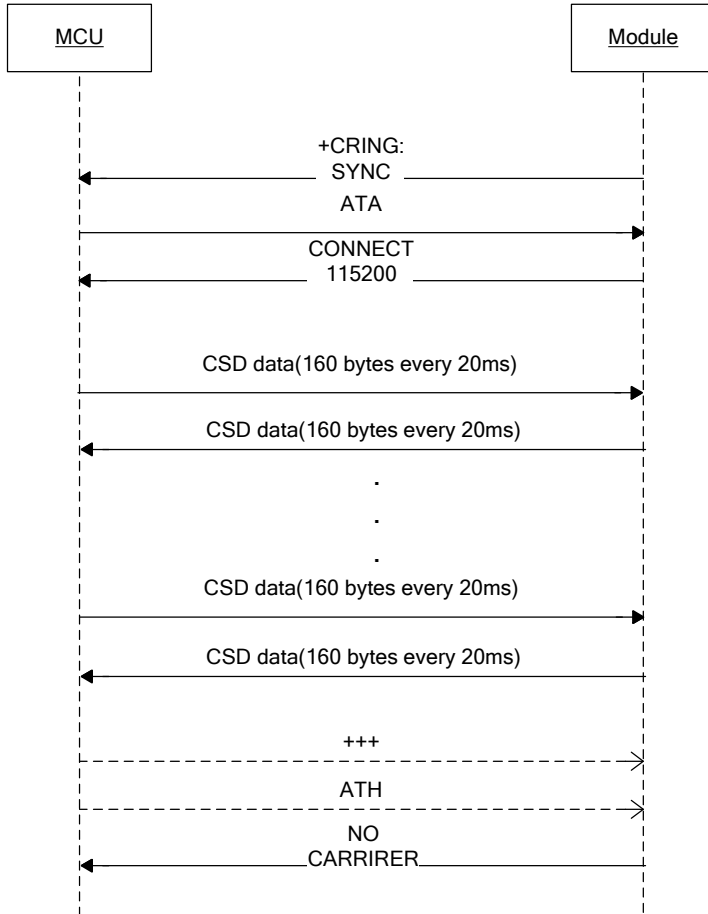 MCU
Module
+CRING:
SYNC
ATA
CONNECT
115200
CSD data(160 bytes every 20ms)
CSD data(160 bytes every 20ms)
.
.
.
CSD data(160 bytes every 20ms)
CSD data(160 bytes every 20ms)
+++
ATH
NO
CARRIRER